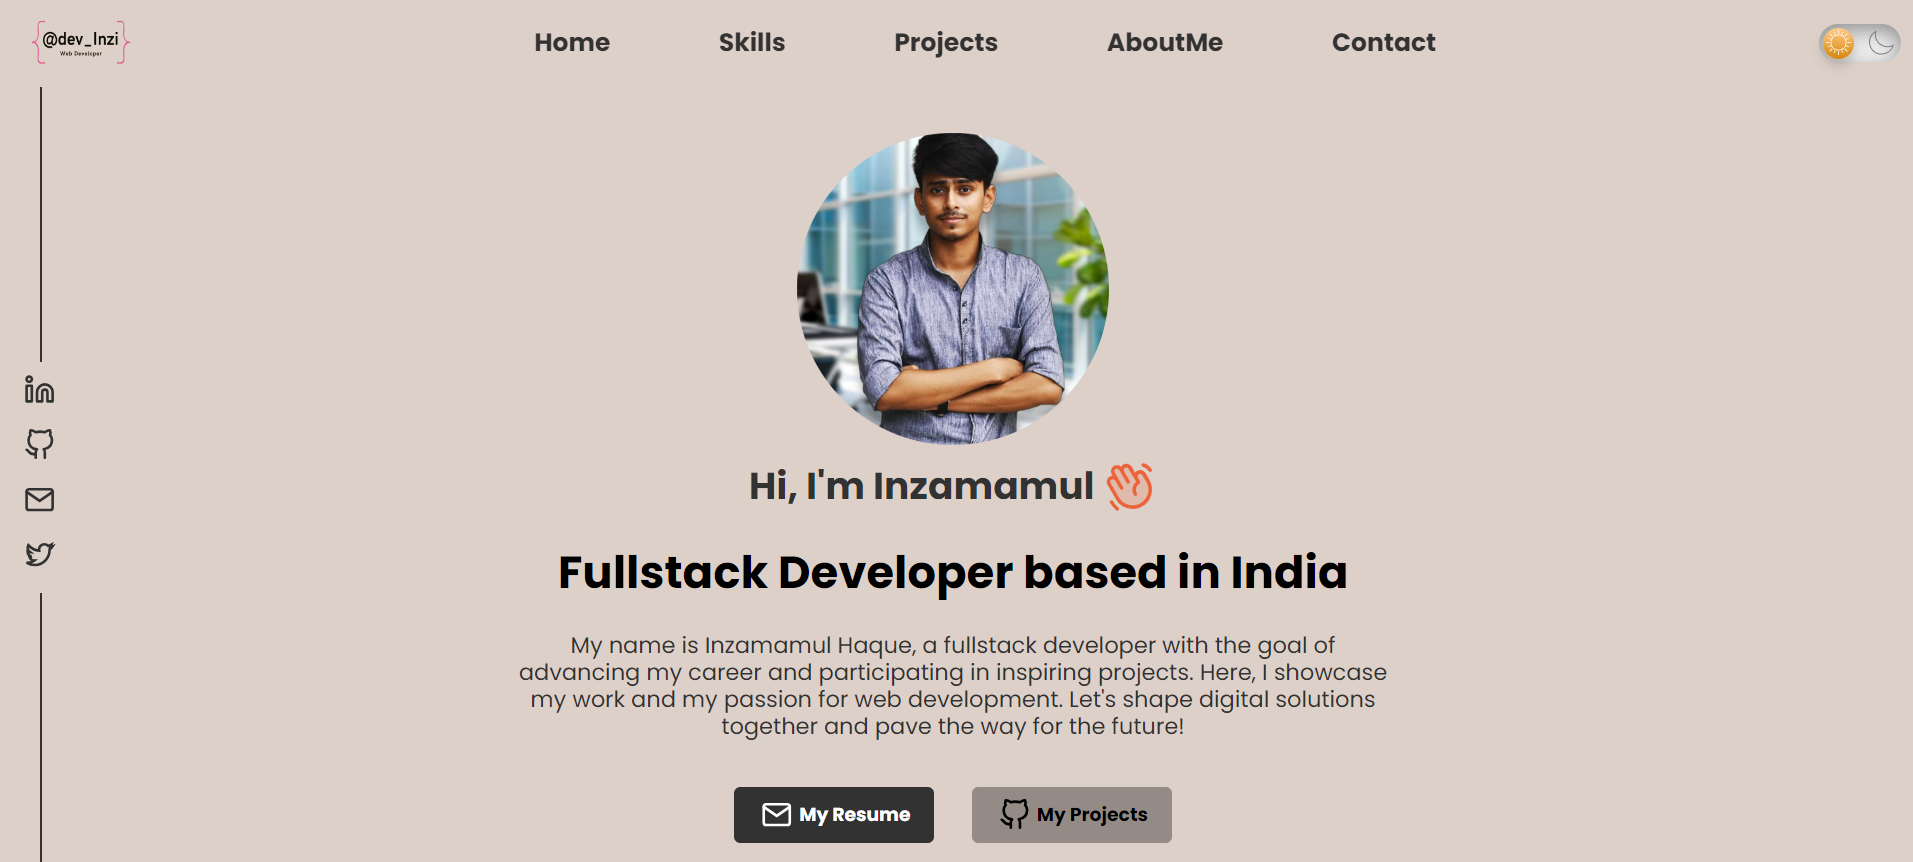 @dev_Inzi
Web Developer
Home Skills Projects AboutMe Contact
Hi, I'm Inzamamul
Fullstack Developer based in India
My name is Inzamamul Haque, a fullstack developer with the goal of
advancing my career and participating in inspiring projects. Here, I showcase
my work and my passion for web development. Let's shape digital solutions
together and pave the way for the future!
My Resume My Projects